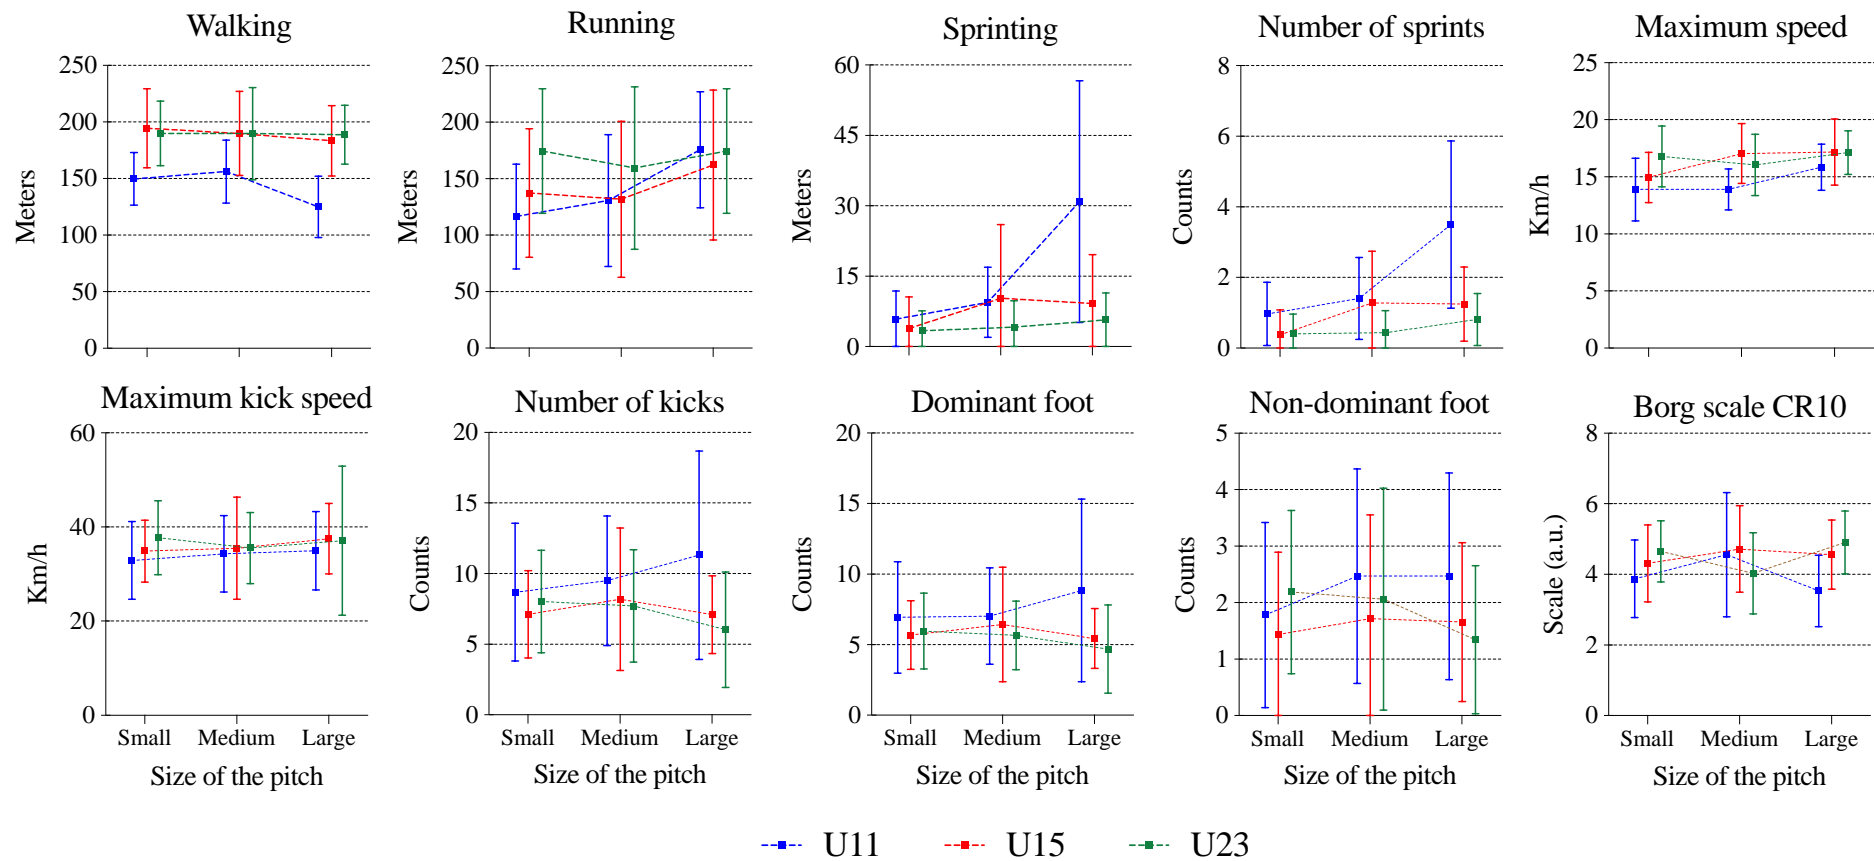 Walking
Running
Sprinting
Number of sprints
Maximum speed
Meters
250
200
150
100
50
0
Meters
250
200
150
100
50
0
Meters
60
45
30
15
0
Counts
8
6
4
2
0
Km/h
25
20
15
10
5
0
Maximum kick speed
Number of kicks
Dominant foot
Non-dominant foot
Borg scale CR10
Km/h
60
40
20
0
Counts
20
15
10
5
0
Counts
20
15
10
5
0
Counts
5
4
3
2
1
0
Scale (a.u.)
8
6
4
2
0
Small Medium Large
Small Medium Large
Small Medium Large
Small Medium Large
Small Medium Large
Size of the pitch
Size of the pitch
Size of the pitch
Size of the pitch
Size of the pitch
U11 U15 U23